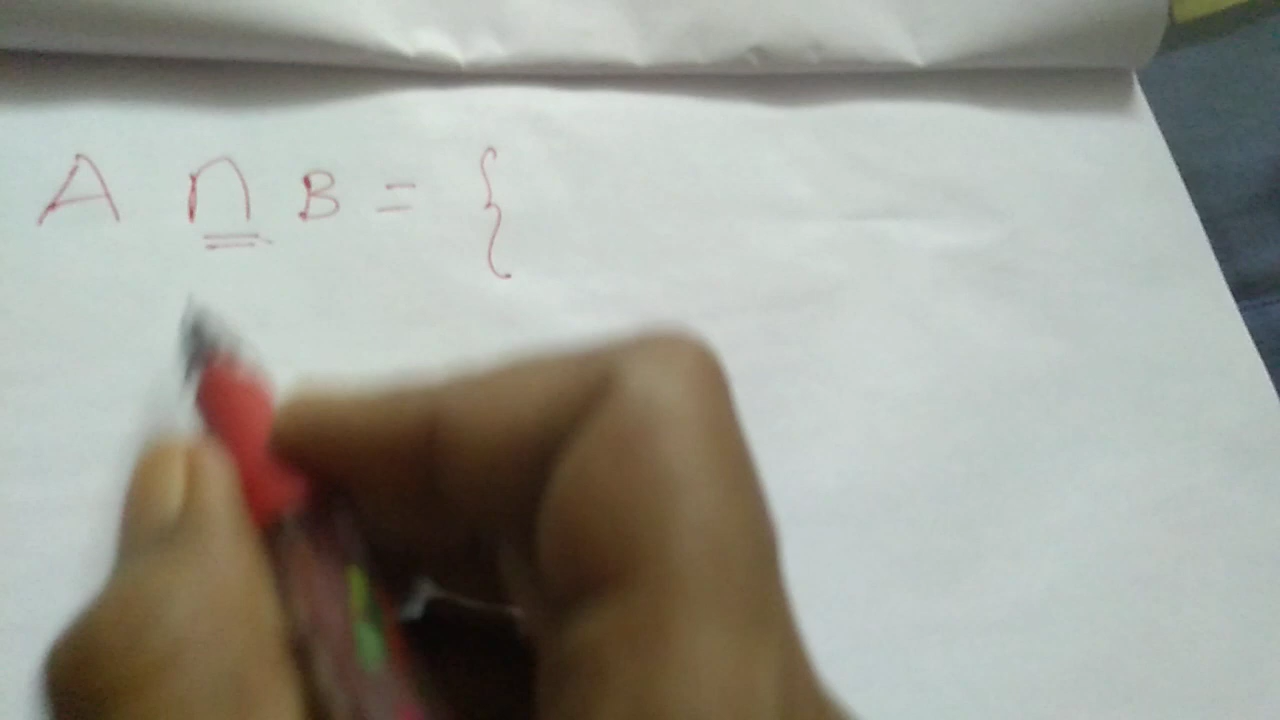 A ∩ B = {